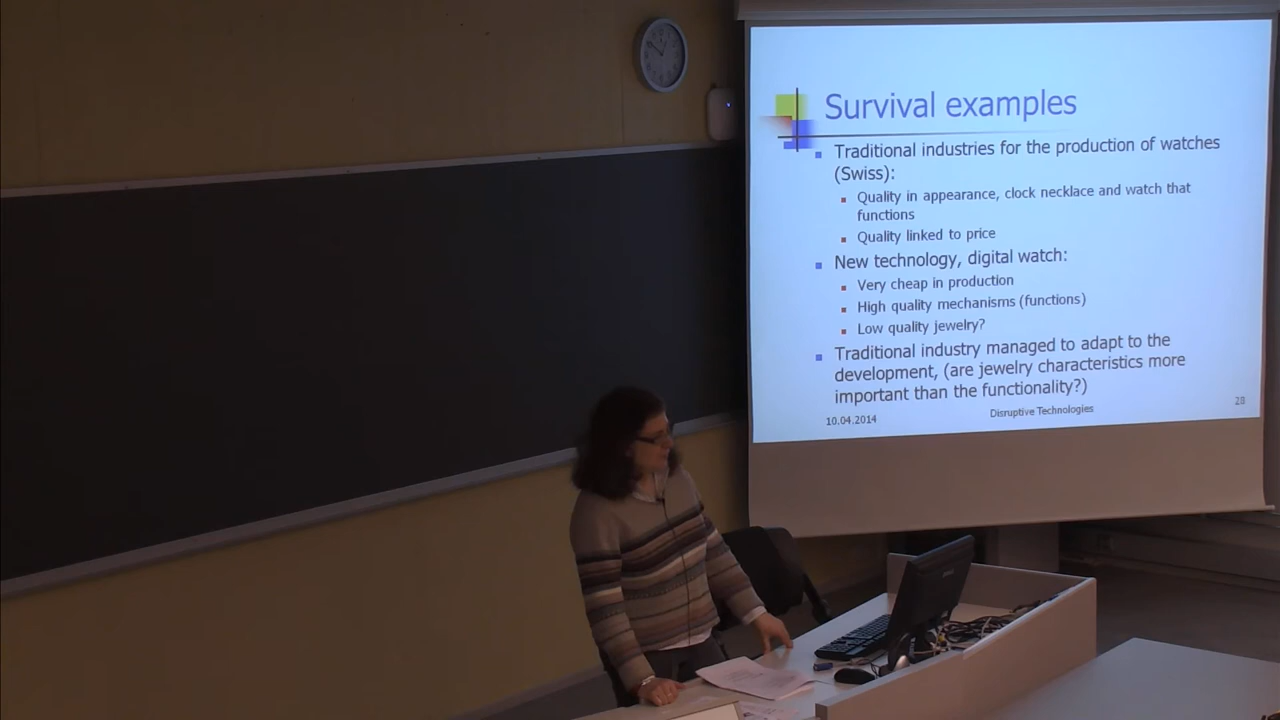 Survival examples
Traditional industries for the production of watches
(Swiss):
Quality in appearance, clock necklace and watch that
functions
Quality linked to price
New technology, digital watch:
Very cheap in production
High quality mechanisms (functions)
Low quality jewelry?
Traditional industry managed to adapt to the
development, (are jewelry characteristics more
important than the functionality?)
10.04.2014
Disruptive Technologies
28